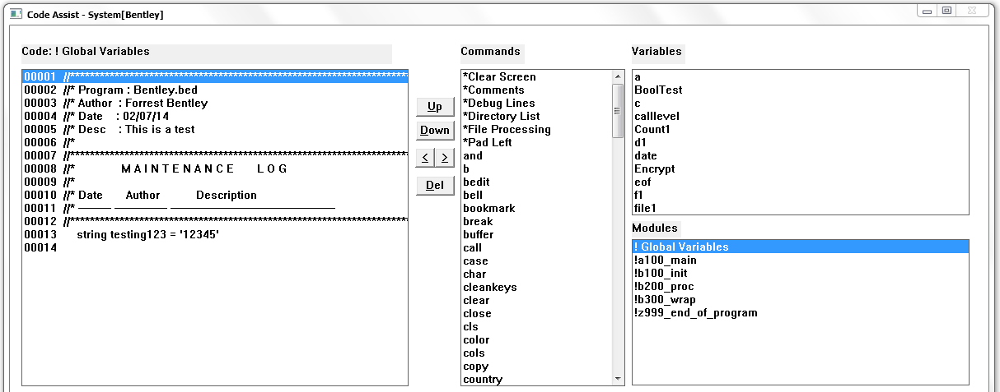 Code Assist - System[Bentley]
Code: ! Global Variables
00001 //*****************************************************************
00002 //* Program : Bentley.bed
00003 //* Author : Forrest Bentley
00004 //* Date : 02/07/14
00005 //* Desc : This is a test
00006 //*
00007 //*****************************************************************
00008 //* M A I N T E N A N C E L O G
00009 //*
00010 //* Date Author Description
00011 //* ——— ————— ————————————————
00012 //*****************************************************************
00013 string testing123 = '12345'
00014
Up
Down
< >
Del
Commands
*Clear Screen
*Comments
*Debug Lines
*Directory List
*File Processing
*Pad Left
and
b
bedit
bell
bookmark
break
buffer
call
case
char
cleankeys
clear
close
cls
color
cols
copy
country
Variables
a
BoolTest
c
calllevel
Count1
d1
date
Encrypt
eof
f1
file1
Modules
! Global Variables
!a100_main
!b100_init
!b200_proc
!b300_wrap
!z999_end_of_program